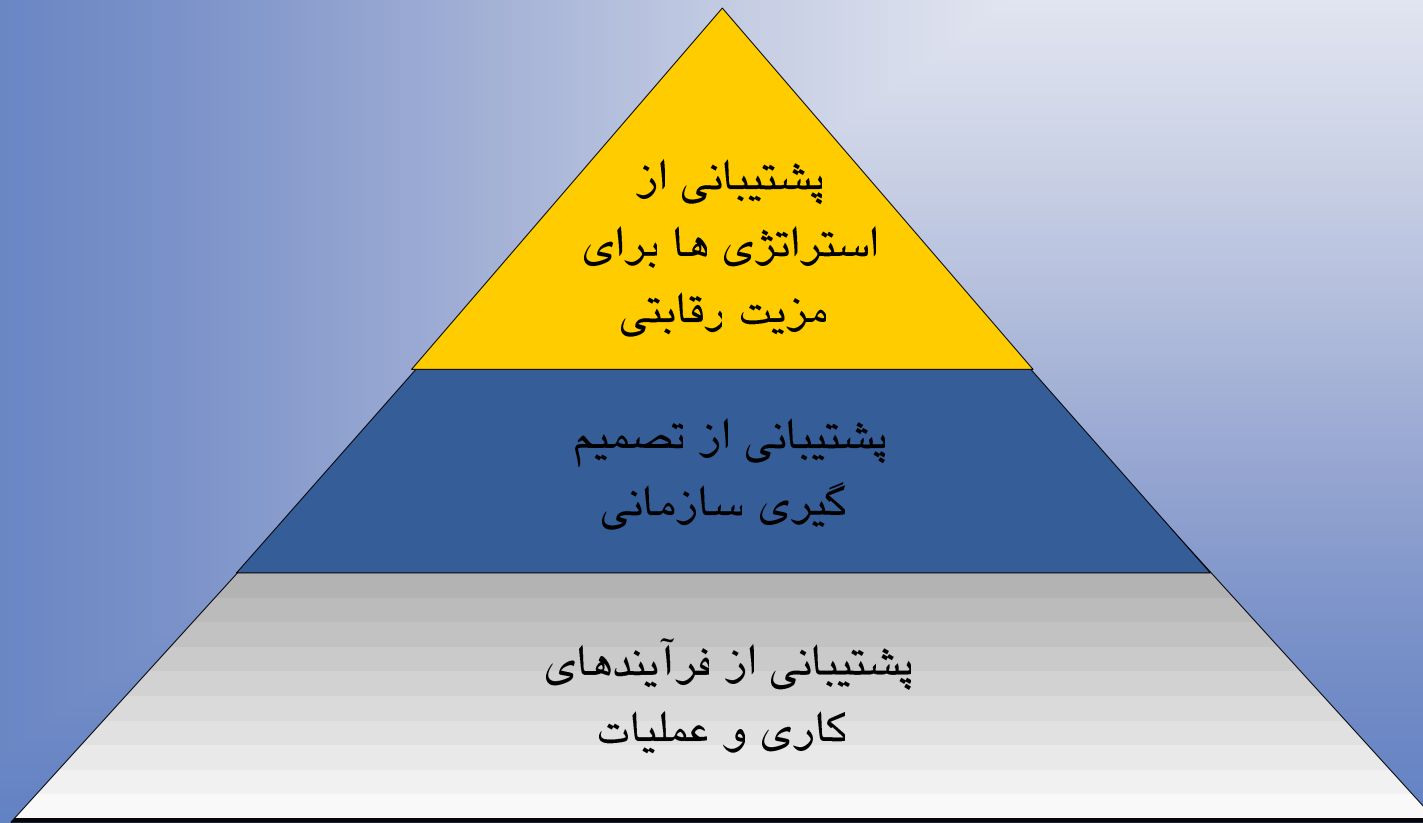 پشتیبانی از
استراتژی ها برای
مزیت رقابتی
پشتیبانی از تصمیم
گیری سازمانی
پشتیبانی از فرآیندهای
کاری و عملیات